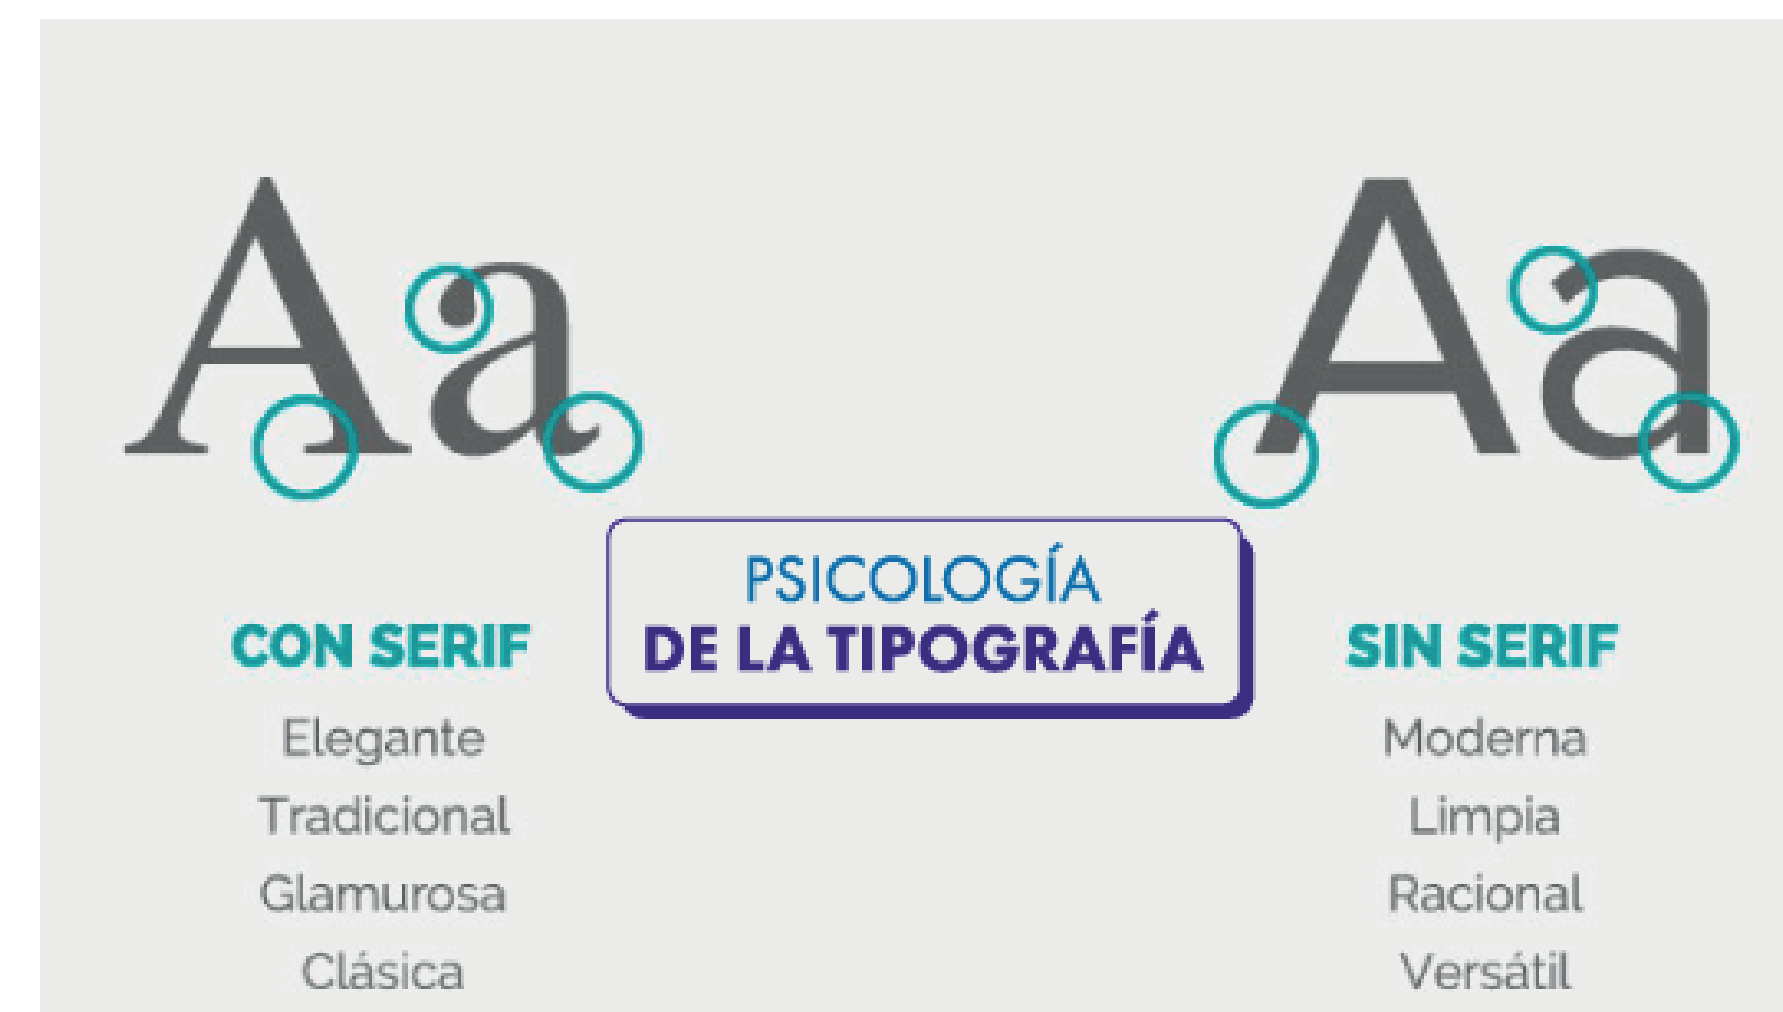 Aa
Aa
PSICOLOGÍA
DE LA TIPOGRAFÍA
CON SERIF
Elegante
Tradicional
Glamurosa
Clásica
SIN SERIF
Moderna
Limpia
Racional
Versátil